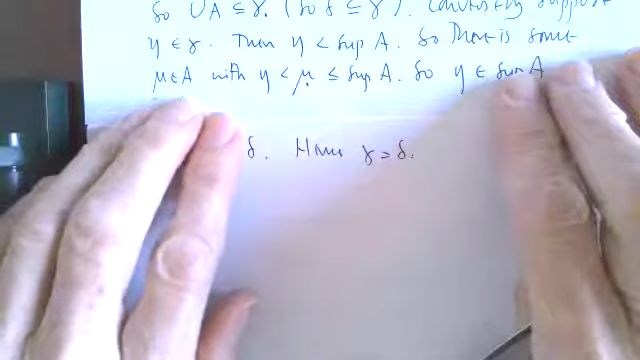 So ∪A ≤ γ. (So δ ≤ γ). Conversely suppose
η ∈ γ. Then η < sup A. So there is some
μ ∈ A with η < μ ≤ sup A. So η ∈ A
δ. Hence γ = δ.